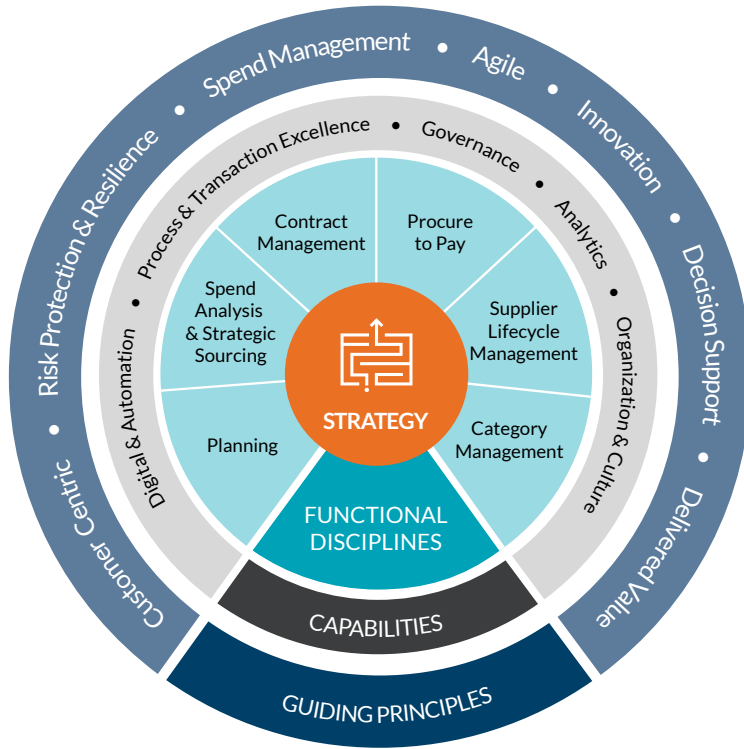 Customer Centric • Risk Protection & Resilience • Spend Management • Agile • Innovation • Decision Support • Delivered Value
Digital & Automation • Process & Transaction Excellence • Governance • Analytics • Organization & Culture
Planning
Spend
Analysis
& Strategic
Sourcing
Contract
Management
Procure
to Pay
Supplier
Lifecycle
Management
Category
Management
STRATEGY
FUNCTIONAL
DISCIPLINES
CAPABILITIES
GUIDING PRINCIPLES